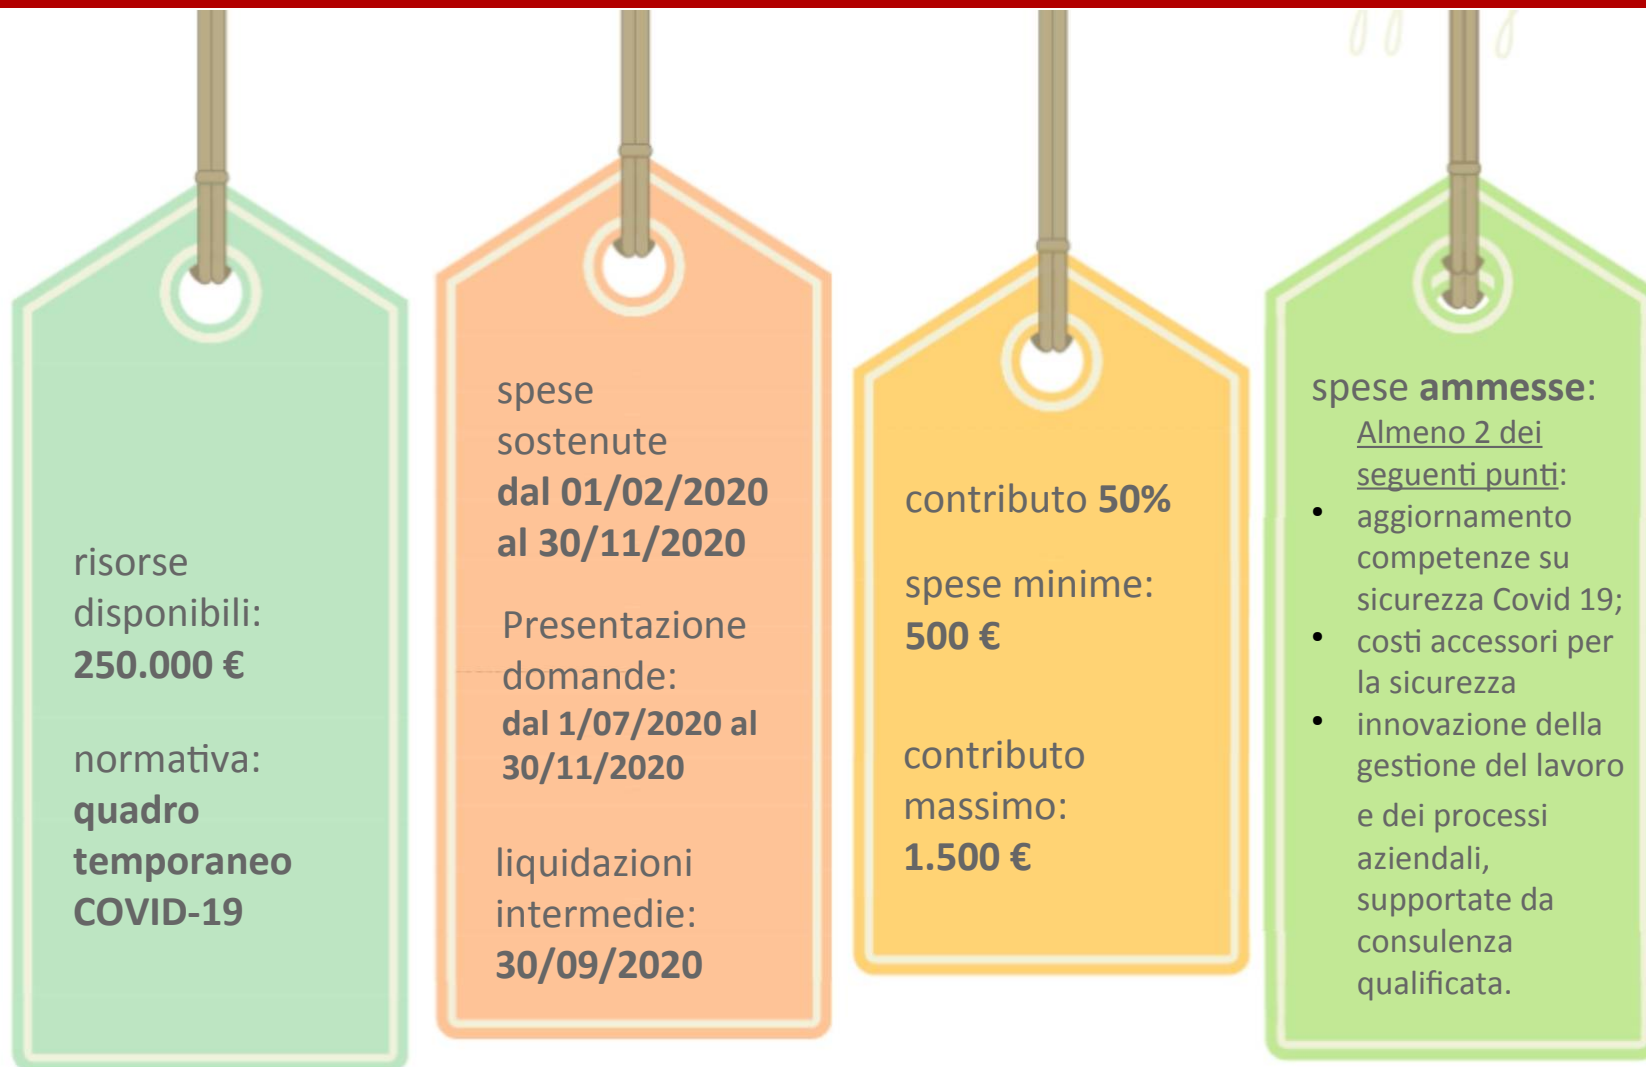 risorse
disponibili:
250.000 €
normativa:
quadro
temporaneo
COVID-19
spese
sostenute
dal 01/02/2020
al 30/11/2020
Presentazione
domande:
dal 1/07/2020 al
30/11/2020
liquidazioni
intermedie:
30/09/2020
contributo 50%
spese minime:
500 €
contributo
massimo:
1.500 €
spese ammesse:
Almeno 2 dei
seguenti punti:
• aggiornamento
competenze su
sicurezza Covid 19;
• costi accessori per
la sicurezza
• innovazione della
gestione del lavoro
e dei processi
aziendali,
supportate da
consulenza
qualificata.